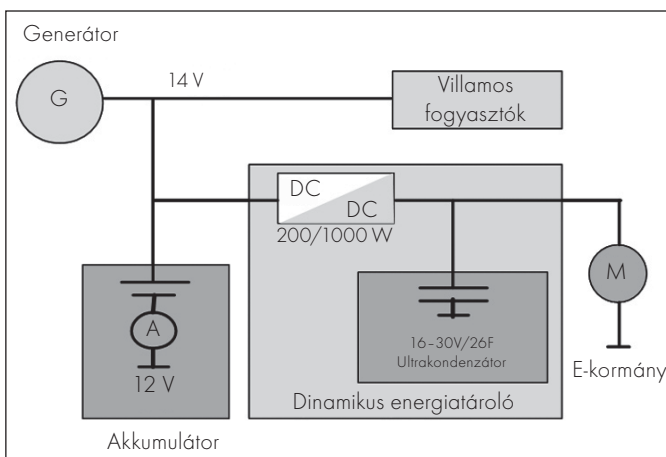 Generátor
G
14 V
Villamos
fogyasztók
DC
DC
200/1000 W
M
A
12 V
16-30V/26F
Ultrakondenzátor
E-kormány
Dinamikus energiatároló
Akkumulátor